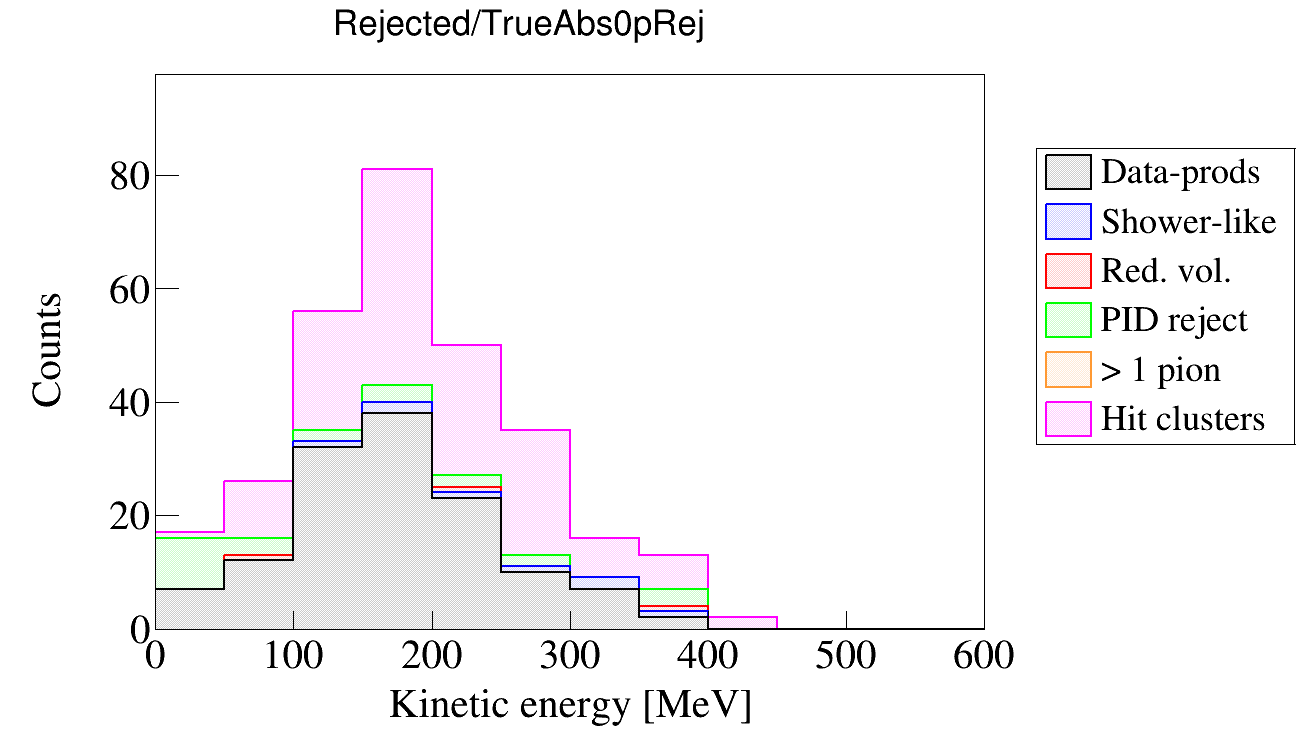 Rejected/TrueAbs0pRej
80
60
40
20
0
Counts
0 100 200 300 400 500 600
Kinetic energy [MeV]
Data-prods
Shower-like
Red. vol.
PID reject
> 1 pion
Hit clusters